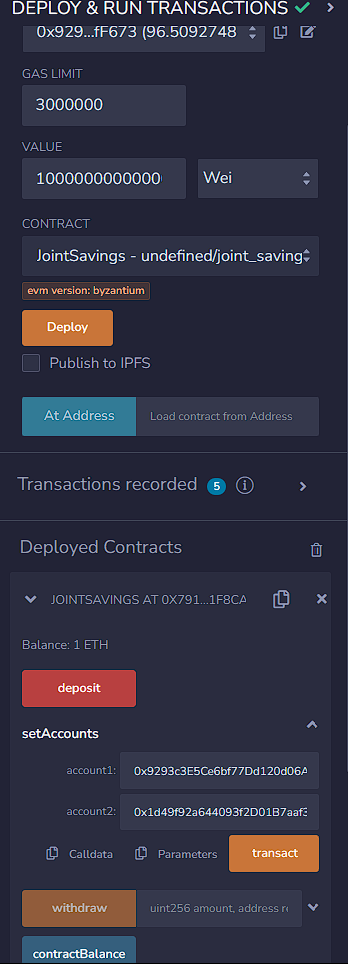 DEPLOY & RUN TRANSACTIONS
0x929...fF673 (96.5092748
GAS LIMIT
3000000
VALUE
1000000000000
Wei
CONTRACT
JointSavings - undefined/joint_saving
evm version: byzantium
Deploy
Publish to IPFS
At Address
Load contract from Address
Transactions recorded 5 i
Deployed Contracts
JOINTSAVINGS AT 0X791...1F8CA
Balance: 1 ETH
deposit
setAccounts
account1: 0x9293c3E5Ce6bf77Dd120d06A
account2: 0x1d49f92a644093f2D01B7aaf3
Calldata
Parameters
transact
withdraw
uint256 amount, address re
contractBalance